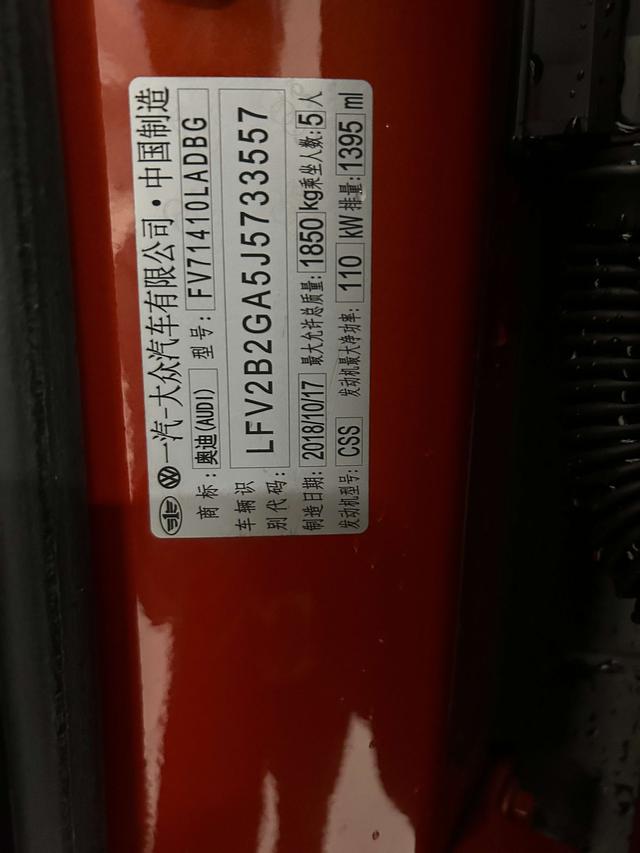 一汽-大众汽车有限公司·中国制造
商 标: 奥迪(AUDI) 型 号: FV71410LADBG
车辆识别代码: LFV2B2GA5J5733557
制造日期: 2018/10/17 最大允许总质量: 1850 kg 乘坐人数: 5 人
发动机型号: CSS 发动机最大净功率: 110 kW 排量: 1395 ml